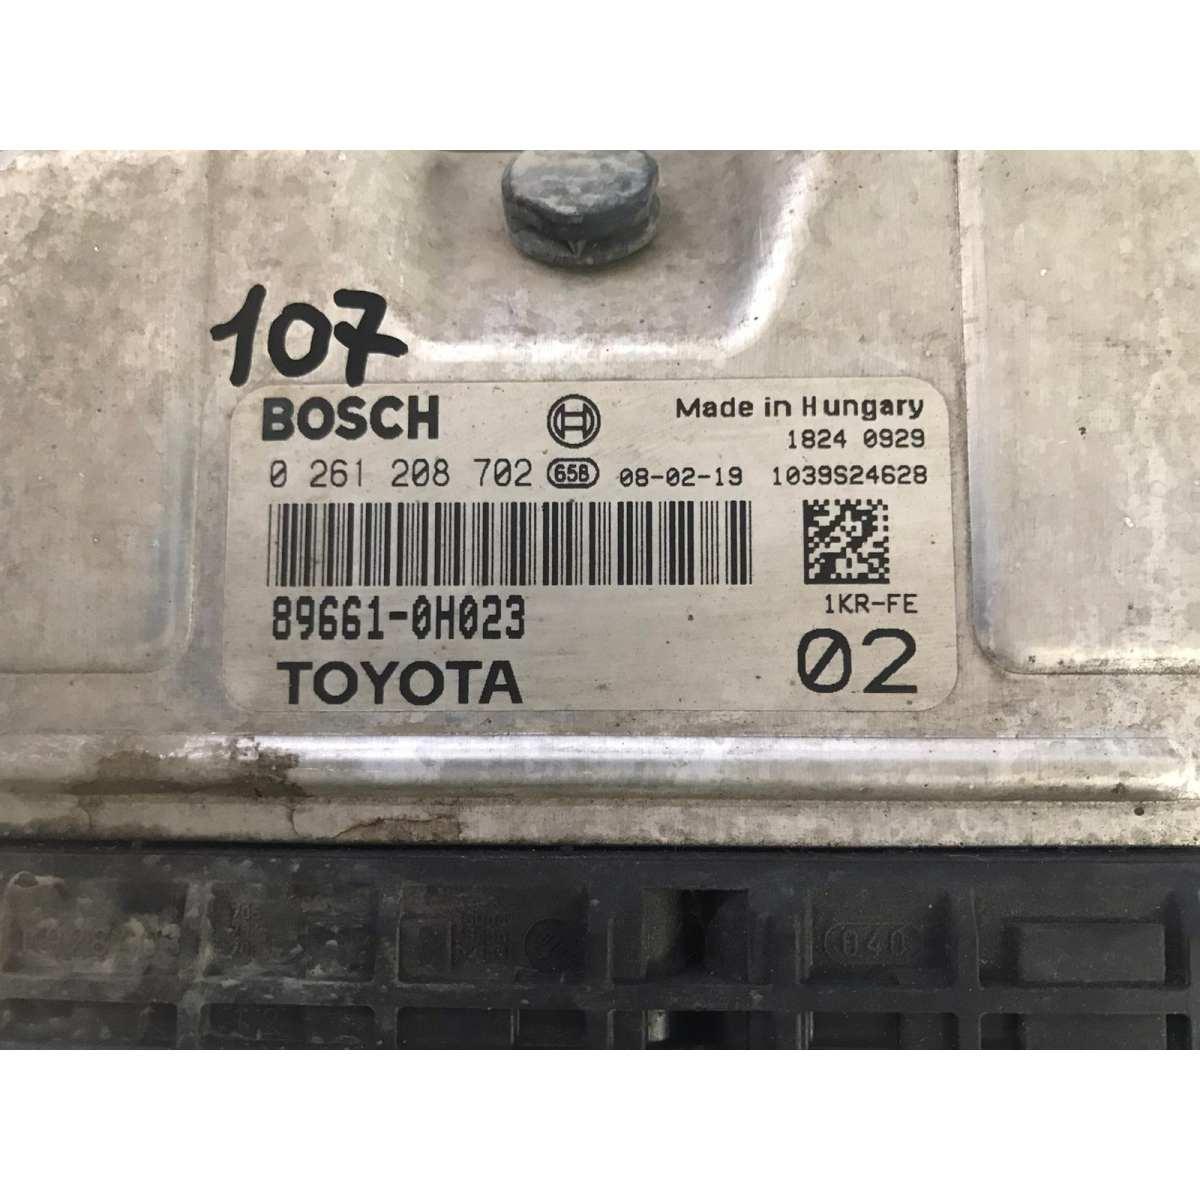 107
BOSCH
Made in Hungary
1824 0929
0 261 208 702 658 08-02-19 1039S24628
89661-0H023
1KR-FE
TOYOTA
02
040